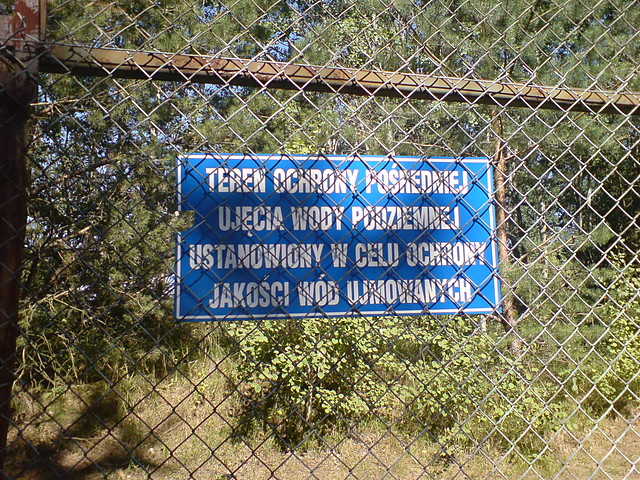 TEREN OCHRONY POŚREDNIEJ
UJĘCIA WODY PODZIEMNEJ
USTANOWIONY W CELU OCHRONY
JAKOŚCI WÓD UJMOWANYCH